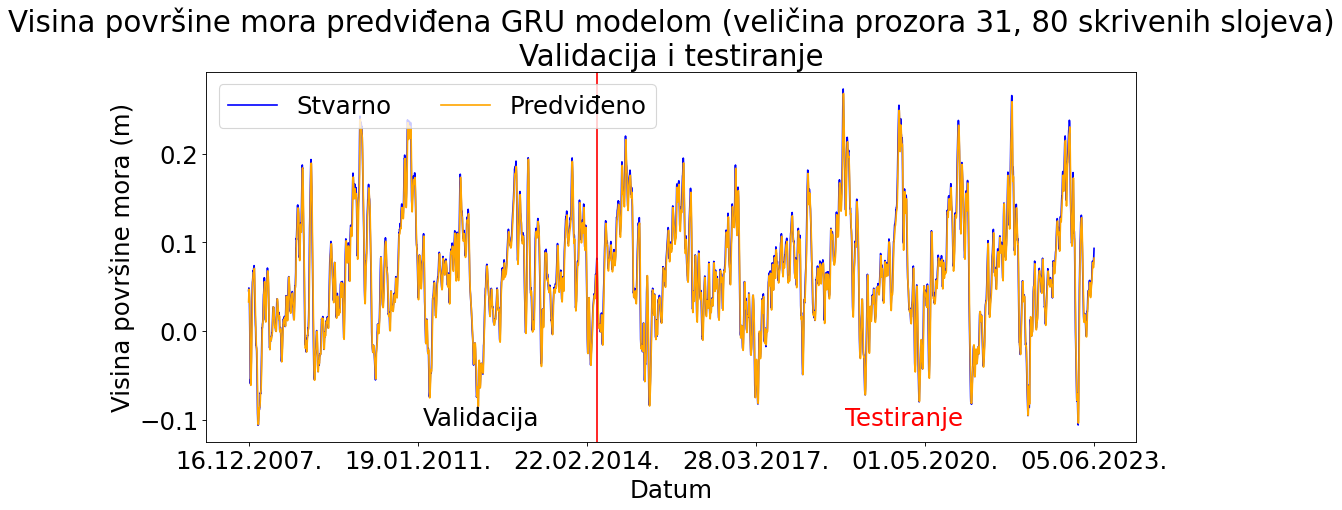 Visina površine mora predviđena GRU modelom (veličina prozora 31, 80 skrivenih slojeva)
Validacija i testiranje
Stvarno Predviđeno
Visina površine mora (m)
0.2
0.1
0.0
−0.1
Validacija Testiranje
16.12.2007. 19.01.2011. 22.02.2014. 28.03.2017. 01.05.2020. 05.06.2023.
Datum